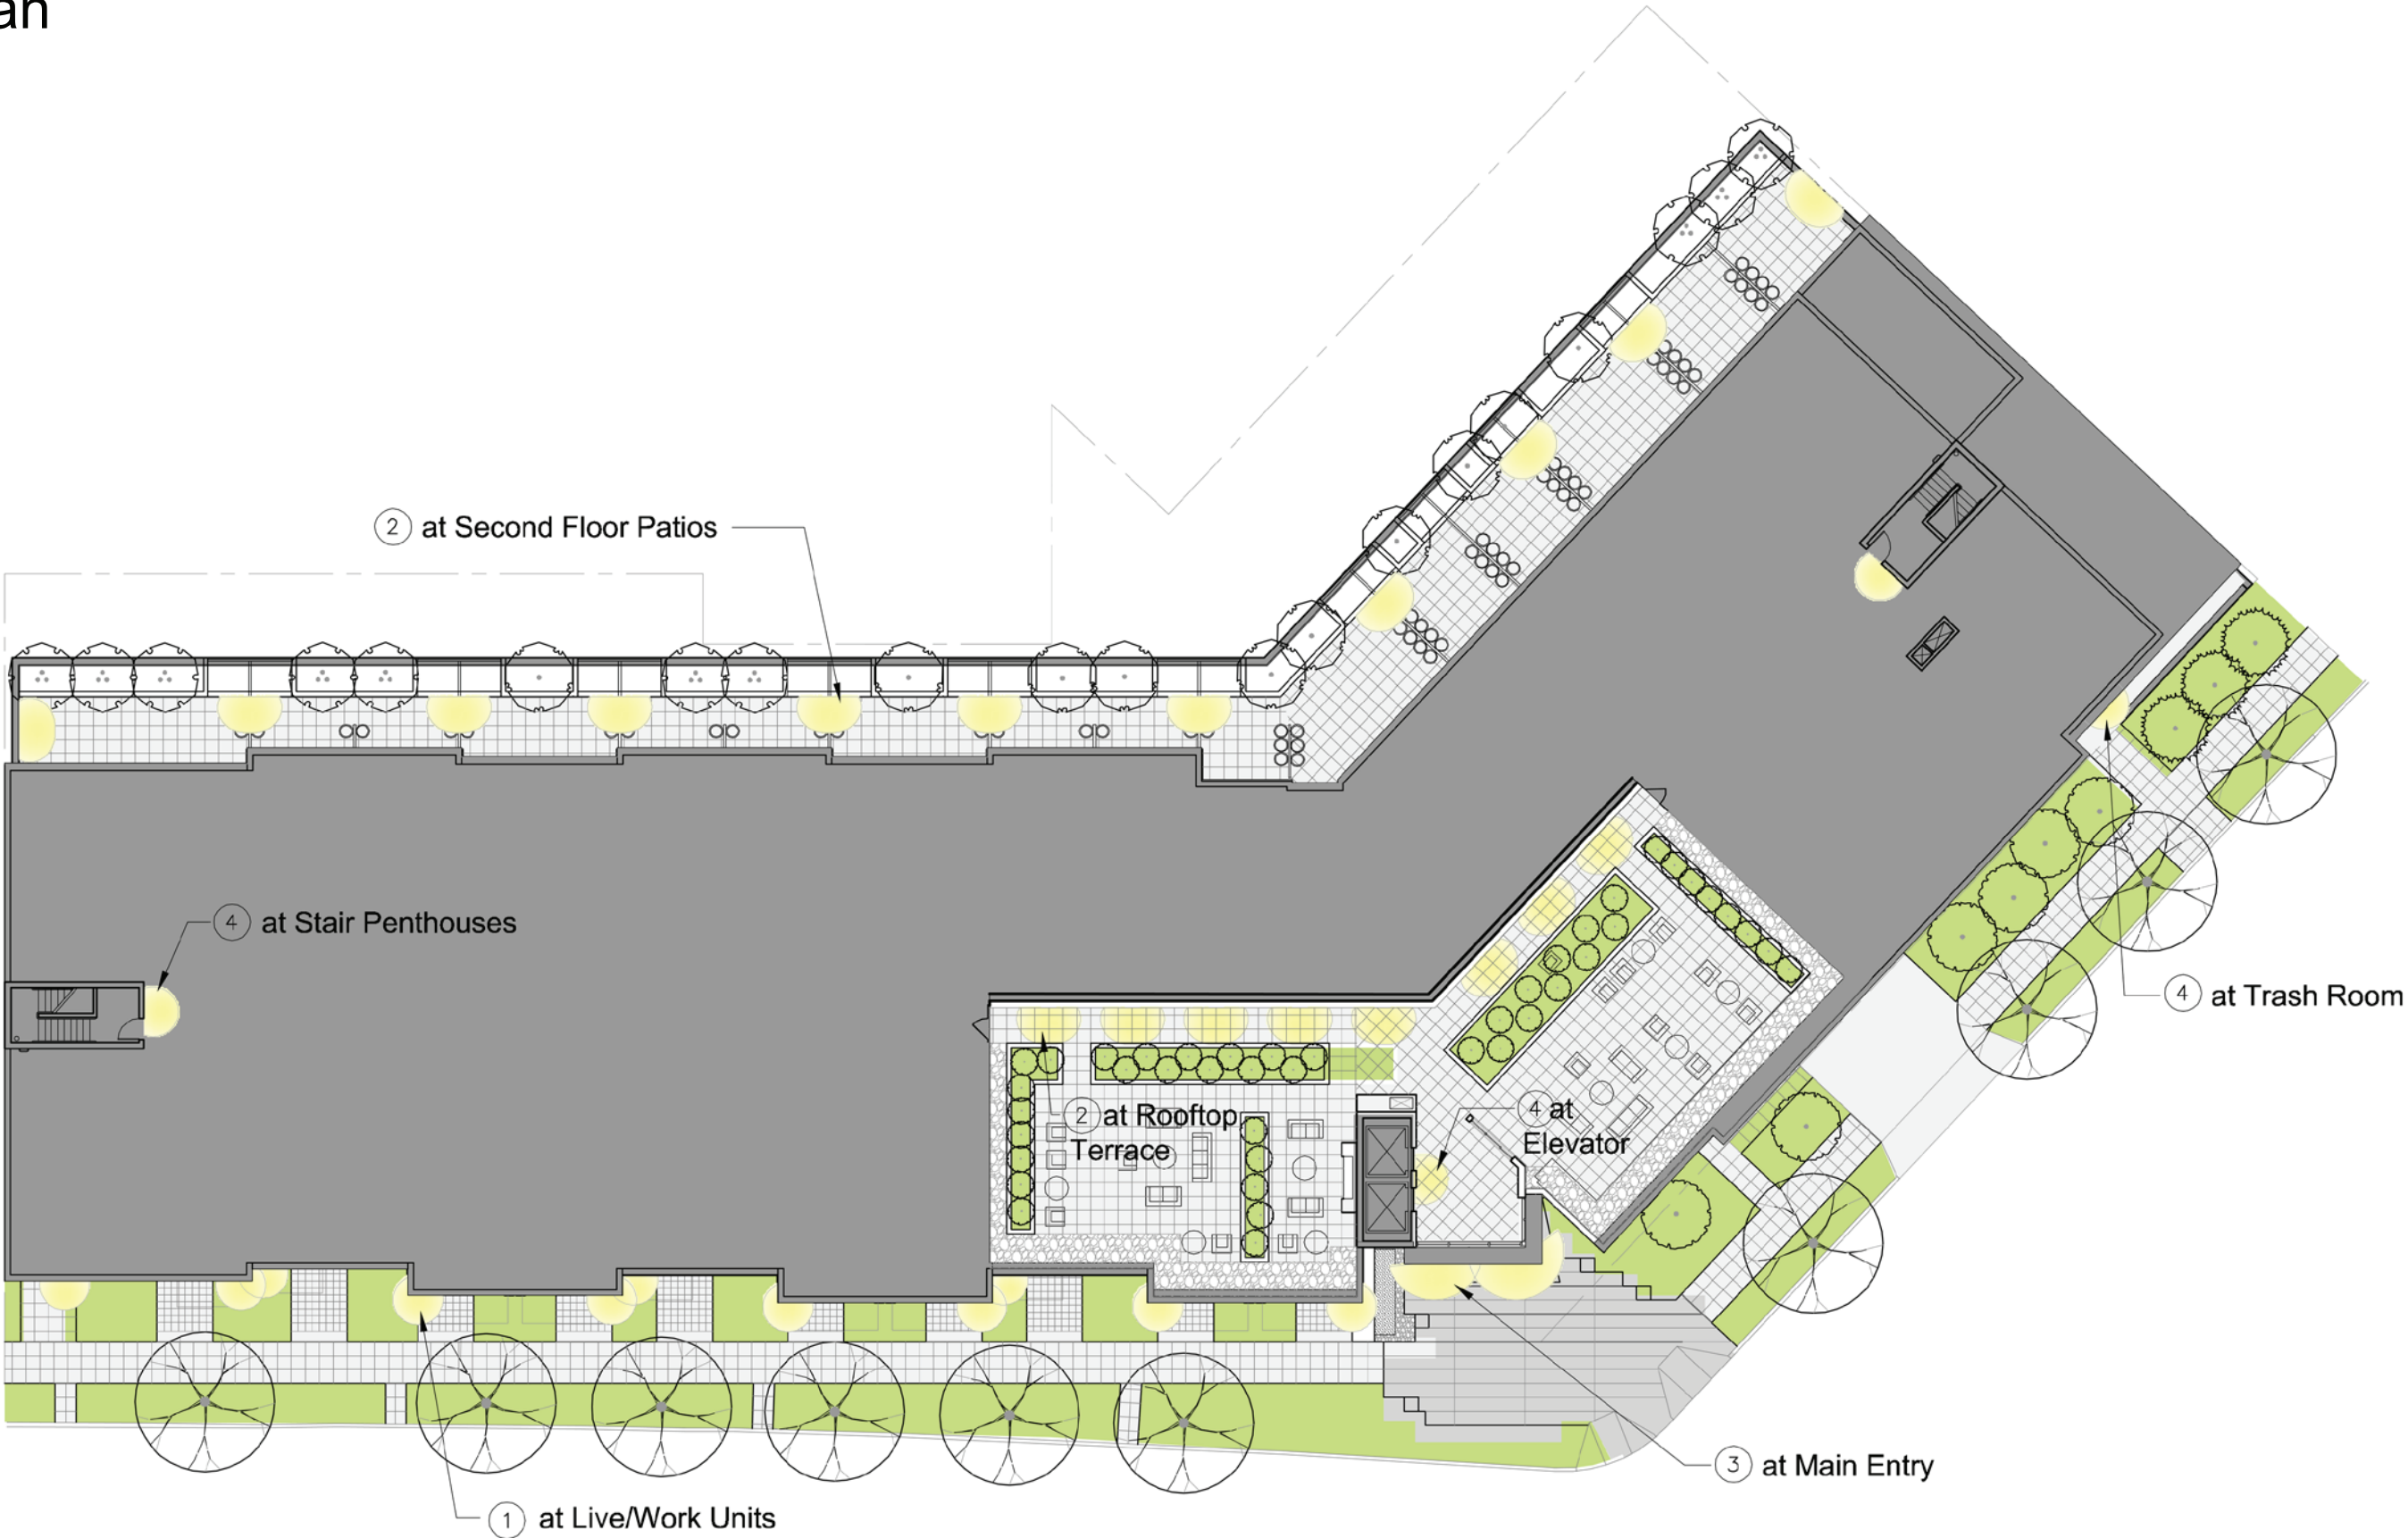 an
2 at Second Floor Patios
4 at Stair Penthouses
4 at Trash Room
2 at Rooftop
Terrace
4 at
Elevator
3 at Main Entry
1 at Live/Work Units